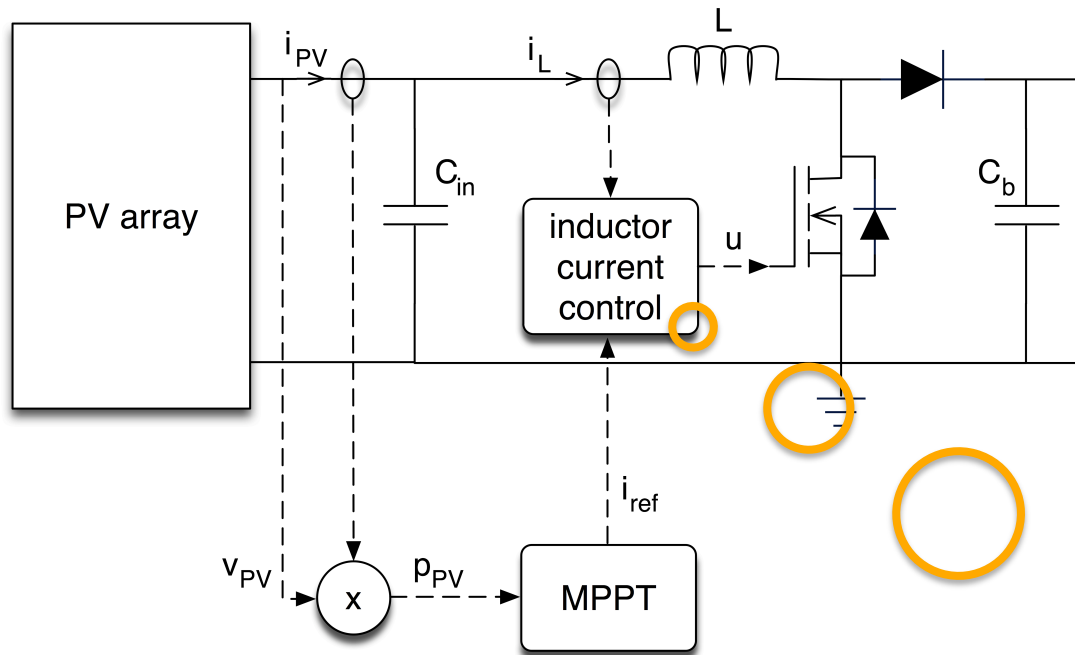 L
i_PV
i_L
C_in
C_b
PV array
inductor
current
control
u
i_ref
v_PV
p_PV
x
MPPT